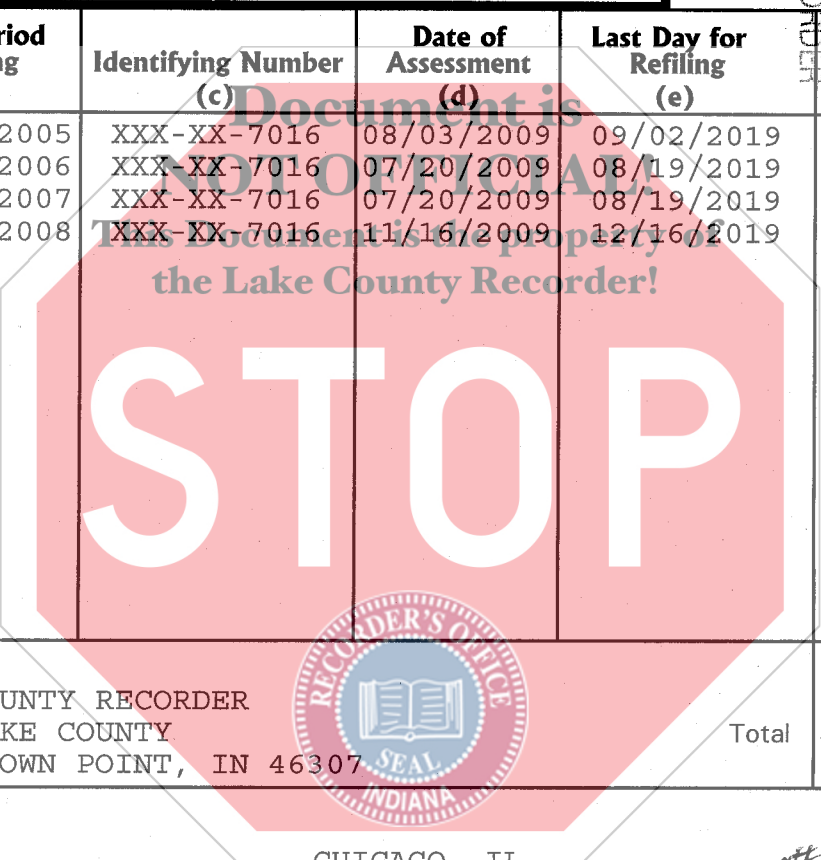 riod
ng
Identifying Number
(c)
Date of
Assessment
(d)
Last Day for
Refiling
(e)
2005 XXX-XX-7016 08/03/2009 09/02/2019
2006 XXX-XX-7016 07/20/2009 08/19/2019
2007 XXX-XX-7016 07/20/2009 08/19/2019
2008 XXX-XX-7016 11/16/2009 12/16/2019
Document is
NOT OFFICIAL!
This Document is the property of
the Lake County Recorder!
STOP
RECORDER'S OFFICE
SEAL
INDIANA
UNTY RECORDER
KE COUNTY
OWN POINT, IN 46307
Total
ORDER